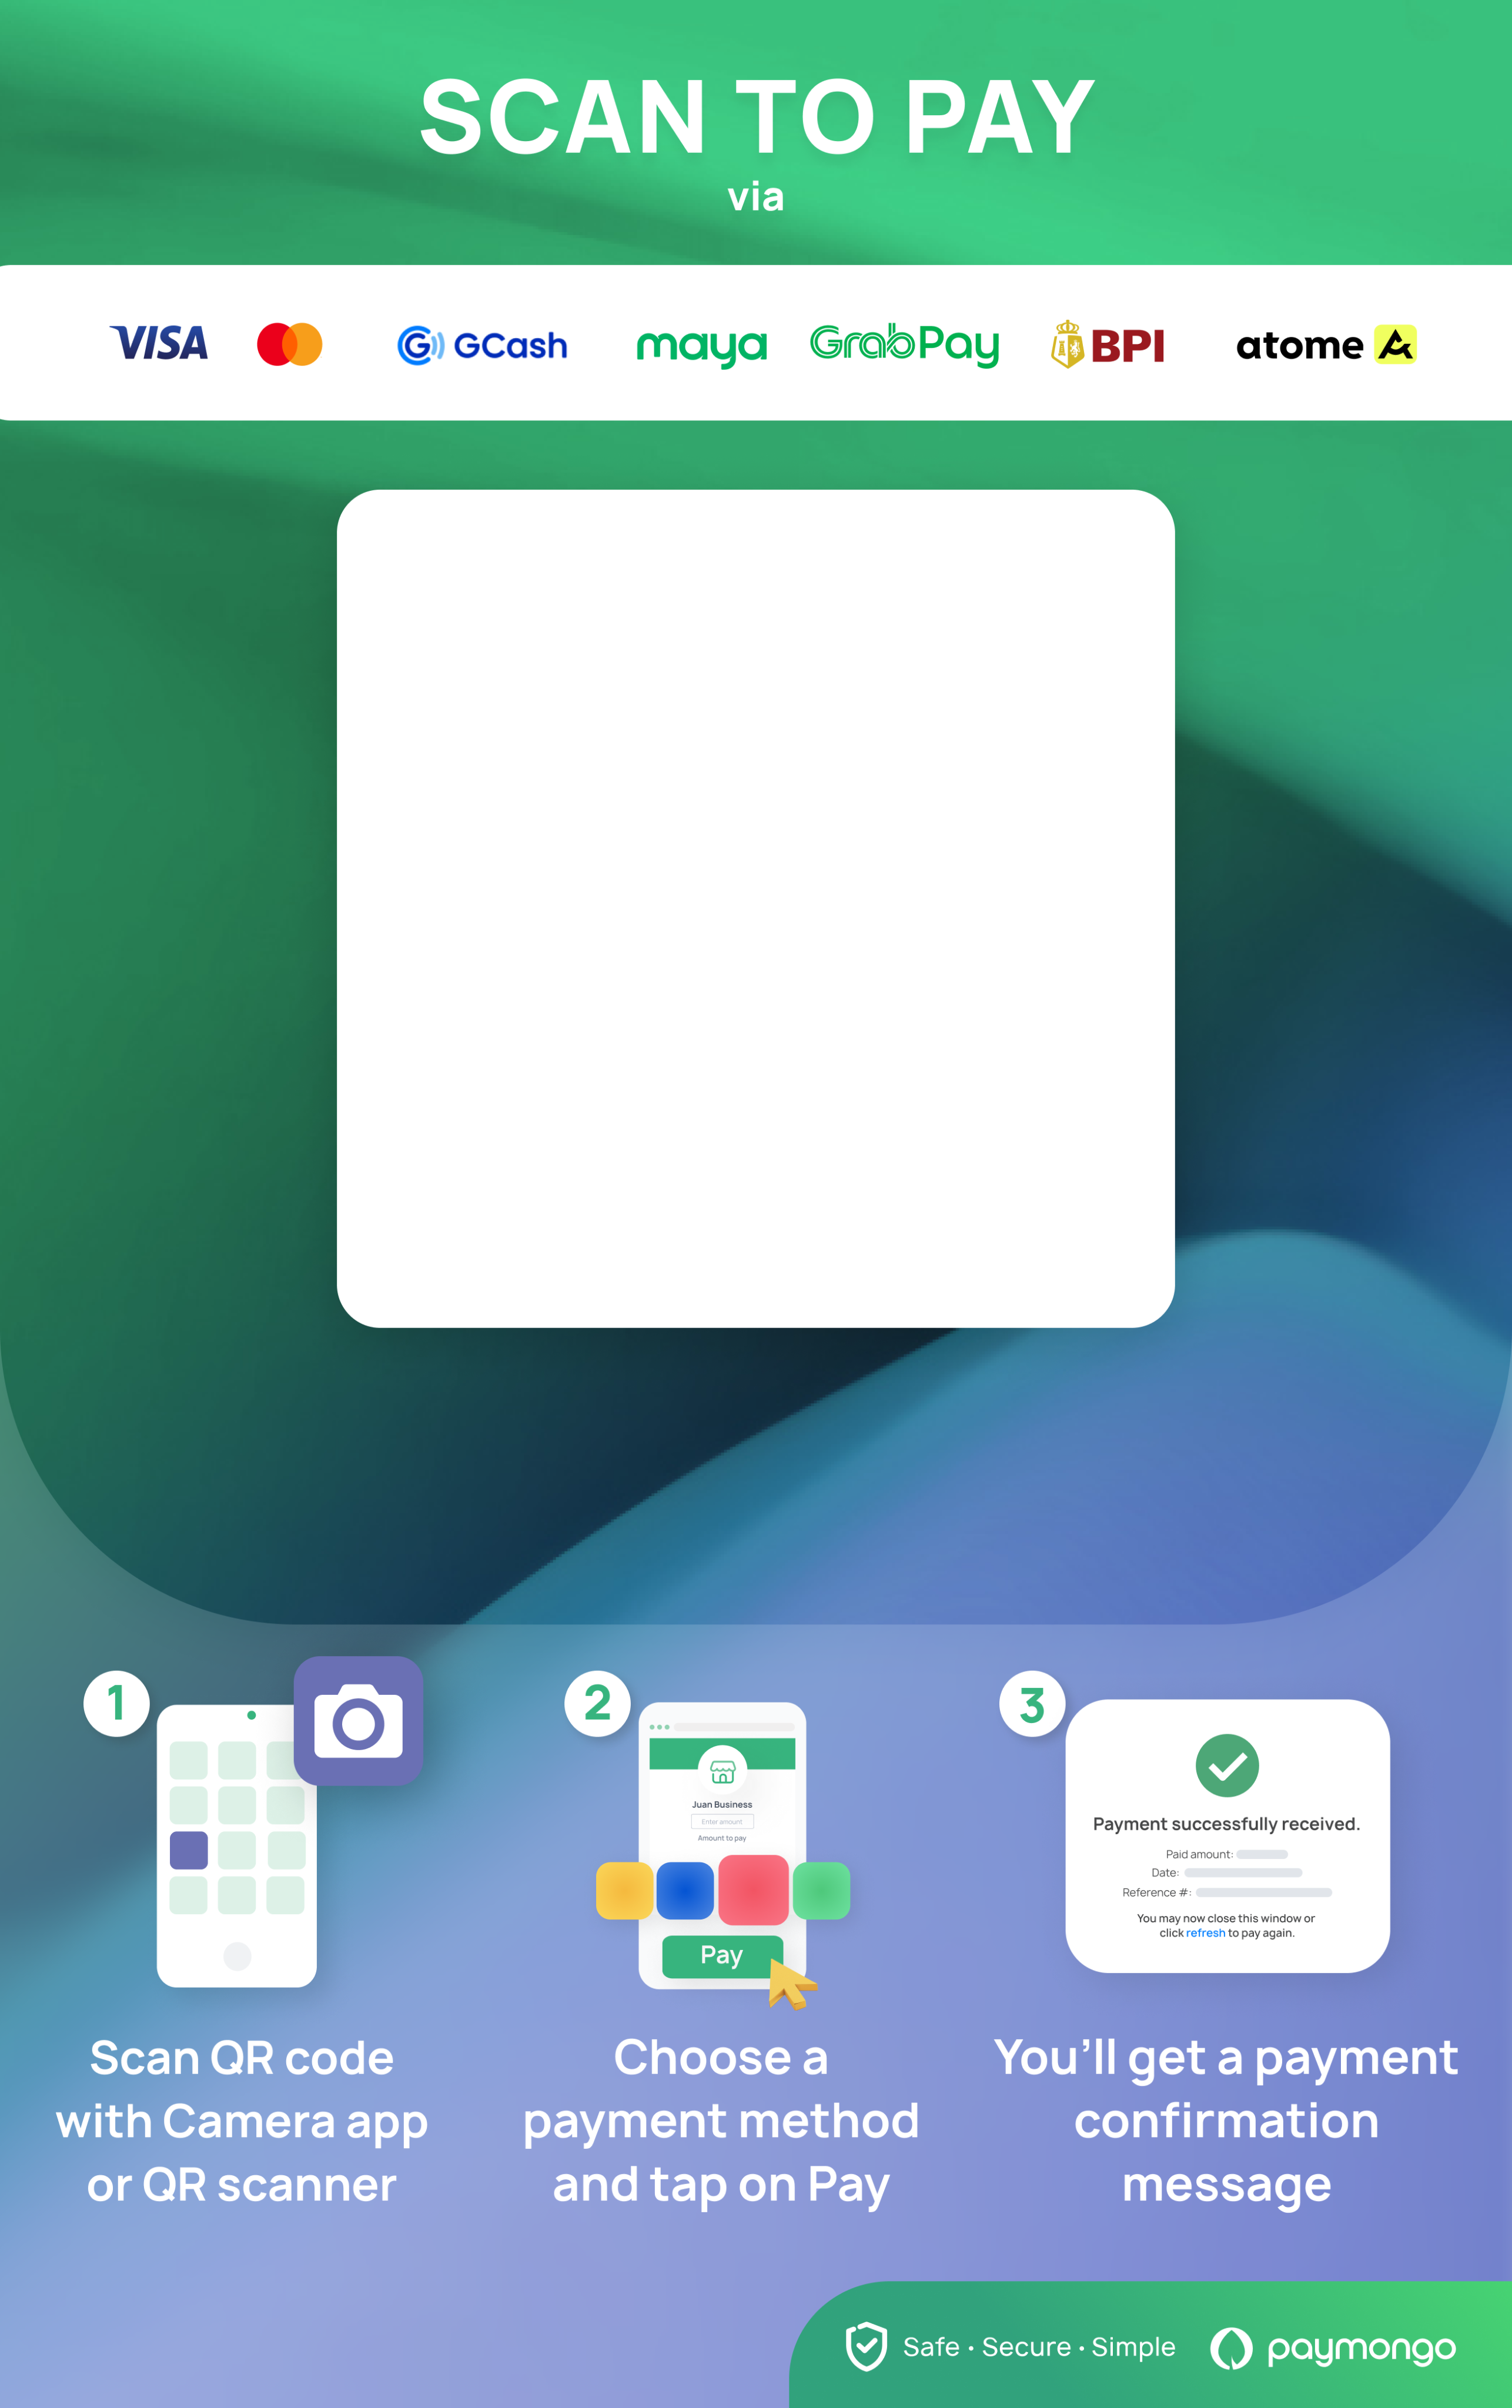 SCAN TO PAY
via
VISA GCash maya GrabPay BPI atome
1
2
Juan Business
Enter amount
Amount to pay
Pay
3
Payment successfully received.
Paid amount:
Date:
Reference #:
You may now close this window or
click refresh to pay again.
Scan QR code
with Camera app
or QR scanner
Choose a
payment method
and tap on Pay
You'll get a payment
confirmation
message
Safe · Secure · Simple paymongo